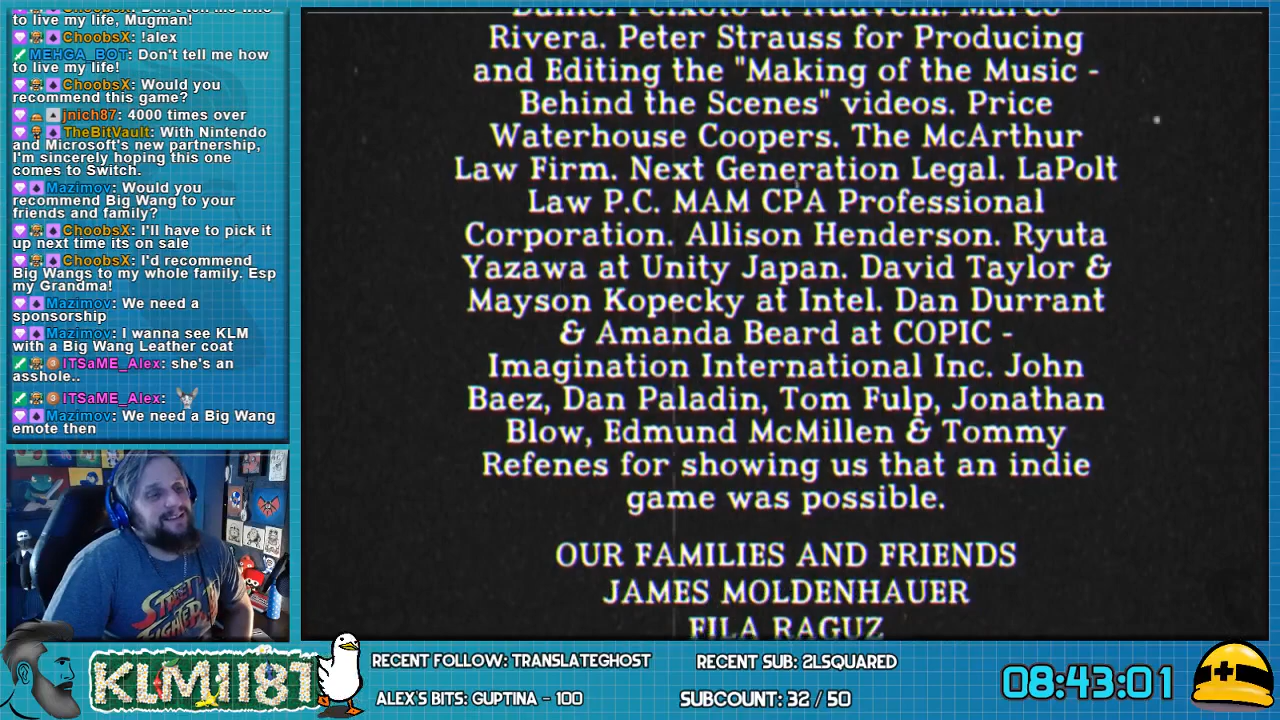 to live my life, Mugman!
ChoobsX: !alex
MEHGA_BOT: Don't tell me how
to live my life!
ChoobsX: Would you
recommend this game?
jnich87: 4000 times over
TheBitVault: With Nintendo
and Microsoft's new partnership,
I'm sincerely hoping this one
comes to Switch.
Mazimov: Would you
recommend Big Wang to your
friends and family?
ChoobsX: I'll have to pick it
up next time its on sale
ChoobsX: I'd recommend
Big Wangs to my whole family. Esp
my Grandma!
Mazimov: We need a
sponsorship
Mazimov: I wanna see KLM
with a Big Wang Leather coat
ITSaME_Alex: she's an
asshole..
ITSaME_Alex:
Mazimov: We need a Big Wang
emote then
Daniel Peixoto at Nuuvem. Marco
Rivera. Peter Strauss for Producing
and Editing the "Making of the Music -
Behind the Scenes" videos. Price
Waterhouse Coopers. The McArthur
Law Firm. Next Generation Legal. LaPolt
Law P.C. MAM CPA Professional
Corporation. Allison Henderson. Ryuta
Yazawa at Unity Japan. David Taylor &
Mayson Kopecky at Intel. Dan Durrant
& Amanda Beard at COPIC -
Imagination International Inc. John
Baez, Dan Paladin, Tom Fulp, Jonathan
Blow, Edmund McMillen & Tommy
Refenes for showing us that an indie
game was possible.
OUR FAMILIES AND FRIENDS
JAMES MOLDENHAUER
FILA RAGUZ
STREET
FIGHTER
KLM1187
RECENT FOLLOW: TRANSLATEGHOST
RECENT SUB: 2LSQUARED
ALEX'S BITS: GUPTINA - 100
SUBCOUNT: 32 / 50
08:43:01